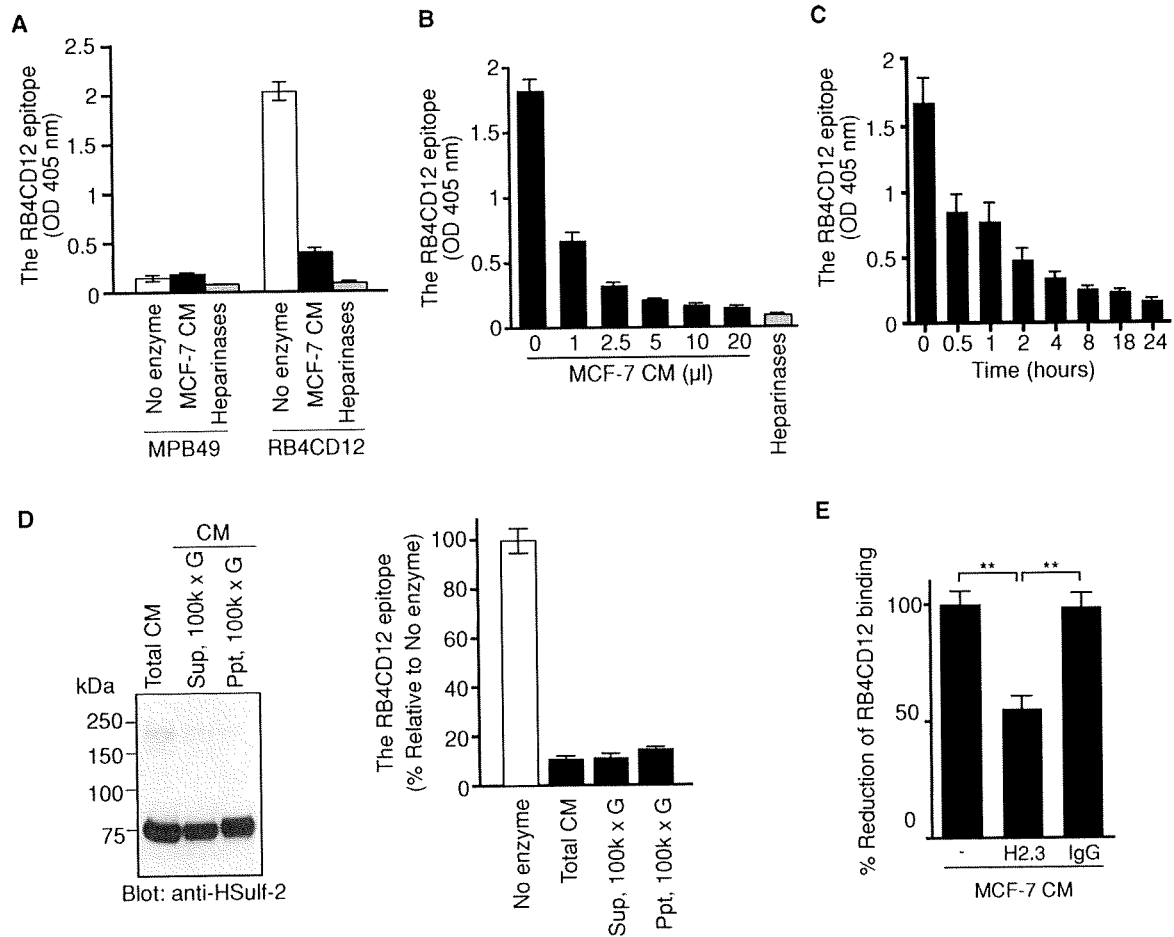 A
The RB4CD12 epitope
(OD 405 nm)
2.5
2
1.5
1
0.5
0
No enzyme
MCF-7 CM
Heparinases
No enzyme
MCF-7 CM
Heparinases
MPB49
RB4CD12
B
The RB4CD12 epitope
(OD 405 nm)
2
1.5
1
0.5
0
0 1 2.5 5 10 20
MCF-7 CM (µl)
Heparinases
C
The RB4CD12 epitope
(OD 405 nm)
2
1.5
1
0.5
0
0 0.5 1 2 4 8 18 24
Time (hours)
D
CM
Total CM
Sup, 100k x G
Ppt, 100k x G
kDa
250
150
100
75
Blot: anti-HSulf-2
The RB4CD12 epitope
(% Relative to No enzyme)
100
80
60
40
20
0
No enzyme
Total CM
Sup, 100k x G
Ppt, 100k x G
E
% Reduction of RB4CD12 binding
** **
100
50
0
- H2.3 IgG
MCF-7 CM